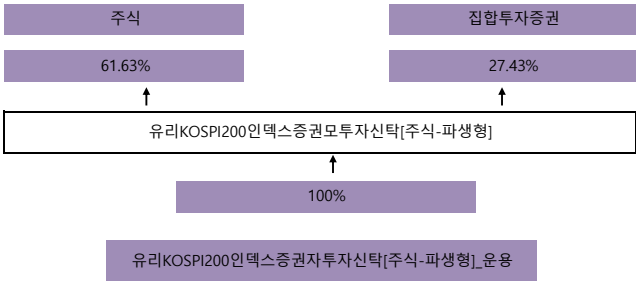 주식
집합투자증권
61.63%
27.43%
유리KOSPI200인덱스증권모투자신탁[주식-파생형]
100%
유리KOSPI200인덱스증권자투자신탁[주식-파생형]_운용